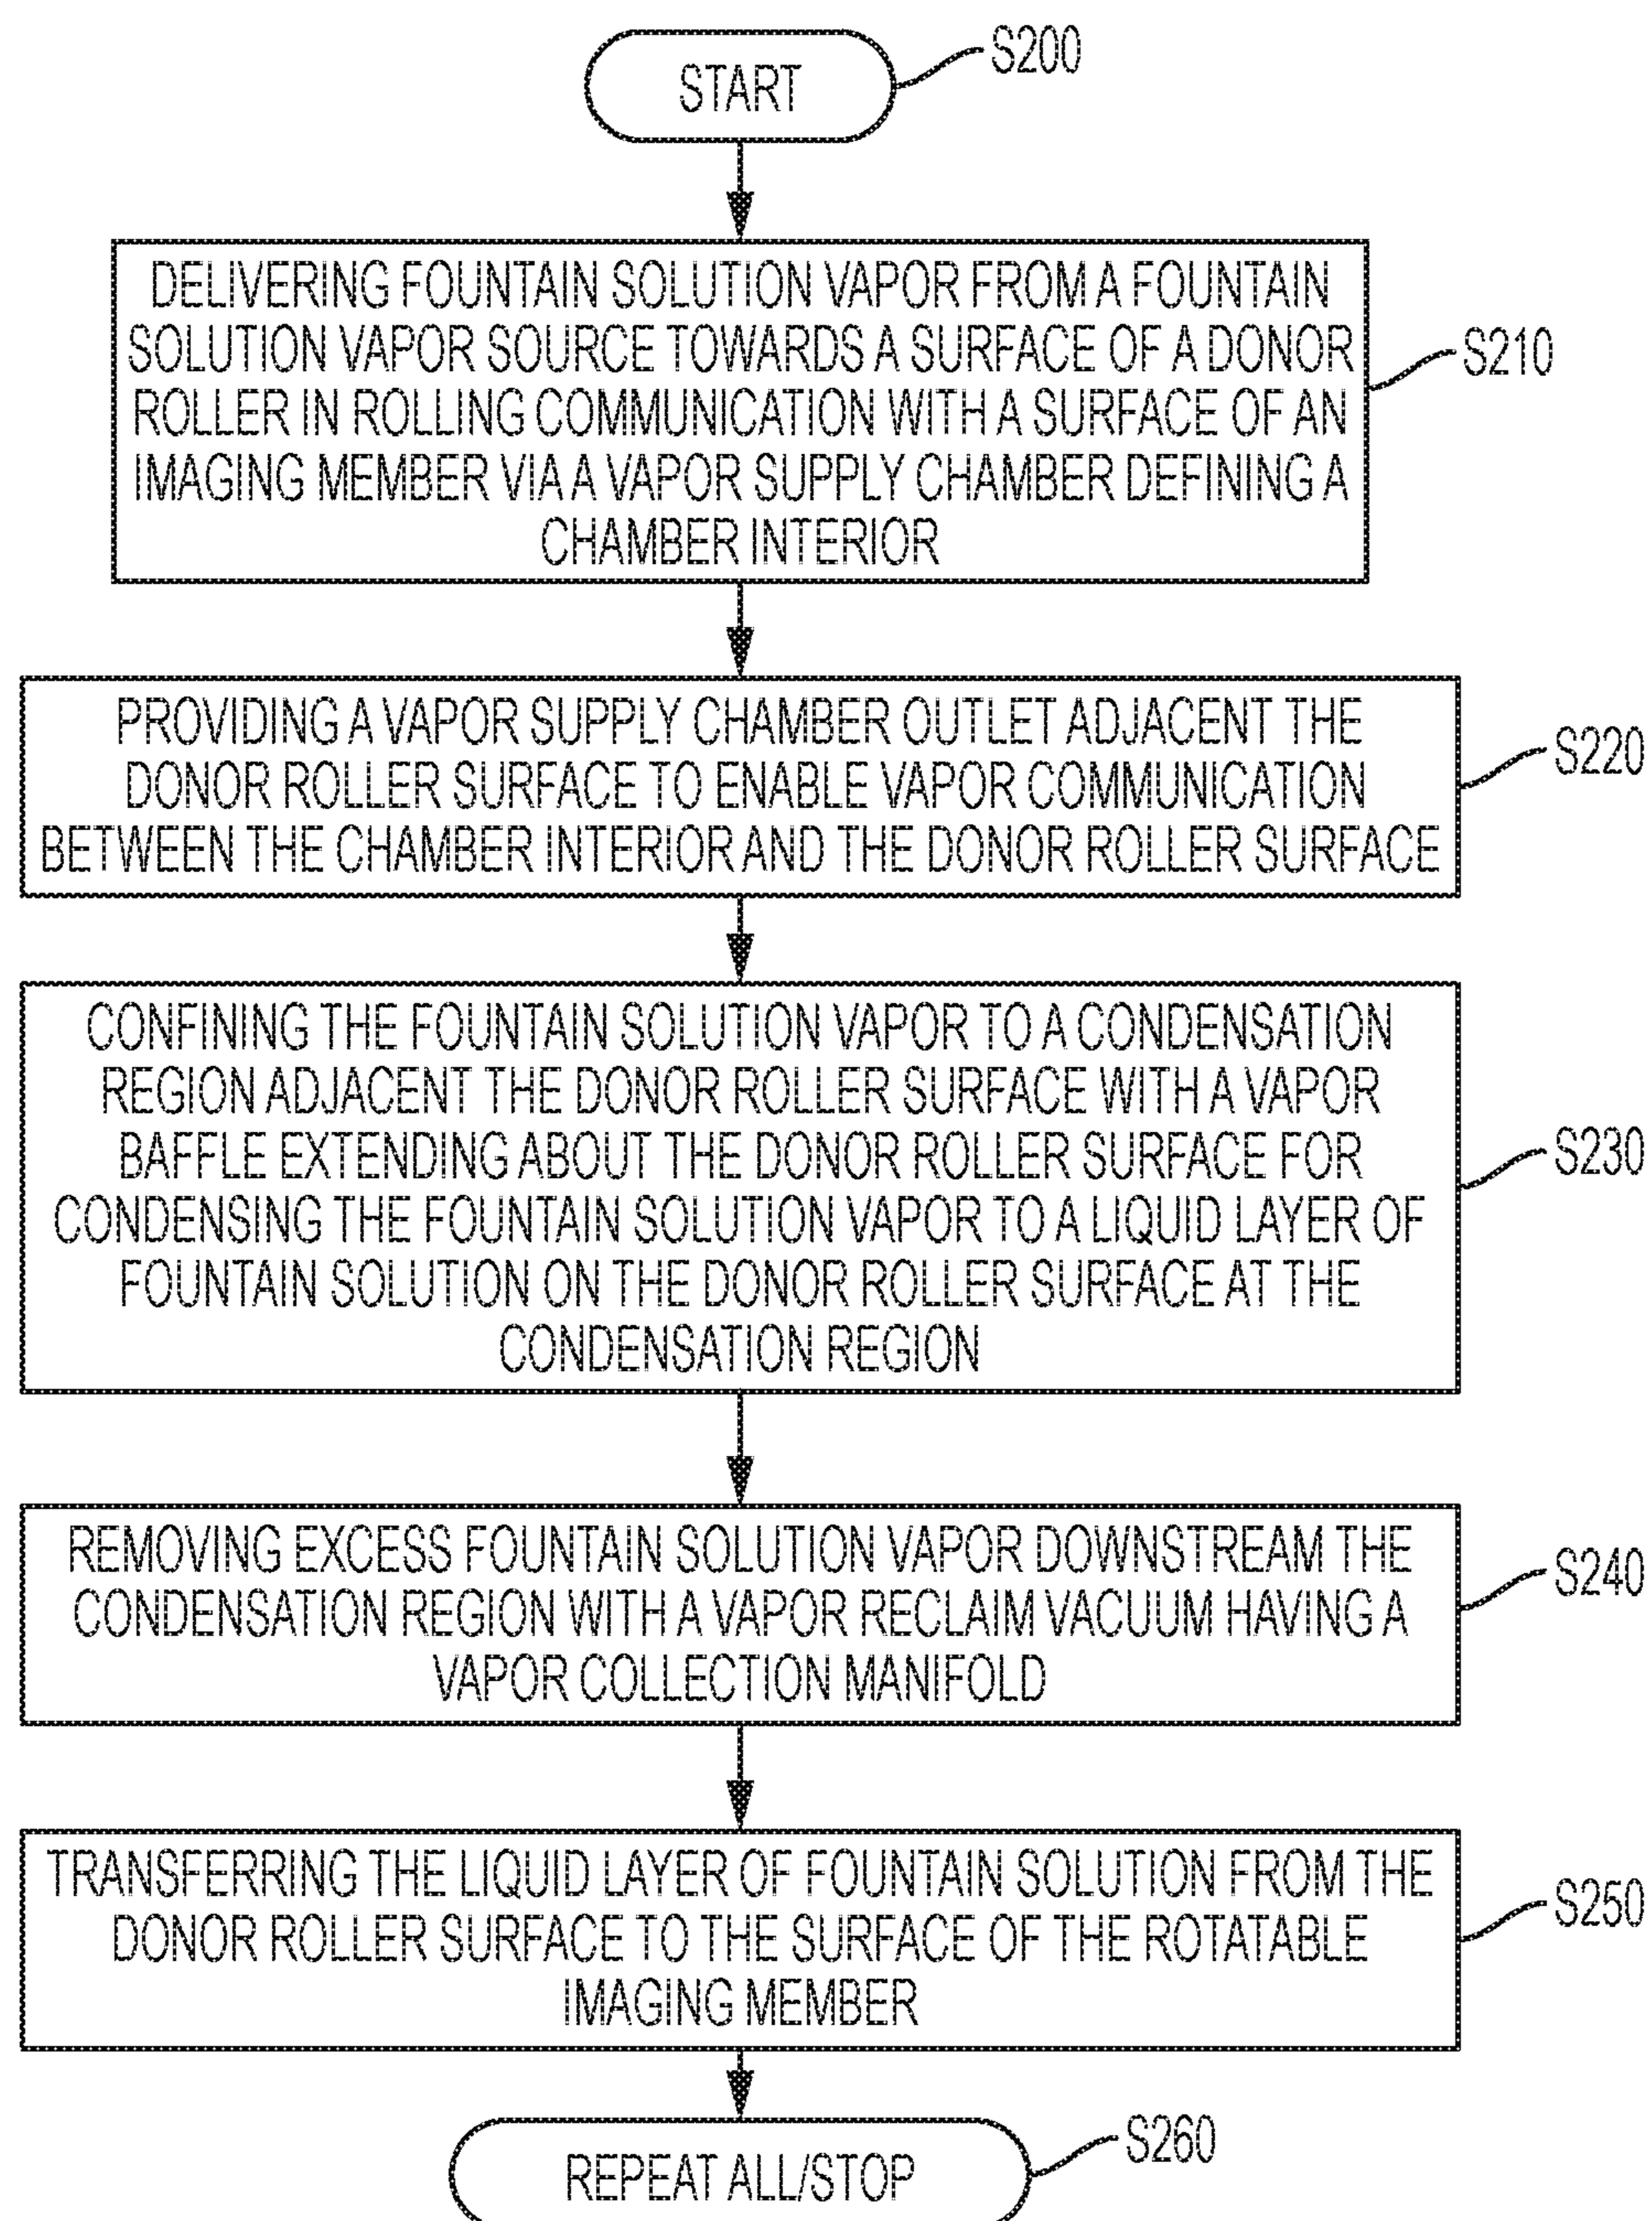 START
S200
DELIVERING FOUNTAIN SOLUTION VAPOR FROM A FOUNTAIN
SOLUTION VAPOR SOURCE TOWARDS A SURFACE OF A DONOR
ROLLER IN ROLLING COMMUNICATION WITH A SURFACE OF AN
IMAGING MEMBER VIA A VAPOR SUPPLY CHAMBER DEFINING A
CHAMBER INTERIOR
S210
PROVIDING A VAPOR SUPPLY CHAMBER OUTLET ADJACENT THE
DONOR ROLLER SURFACE TO ENABLE VAPOR COMMUNICATION
BETWEEN THE CHAMBER INTERIOR AND THE DONOR ROLLER SURFACE
S220
CONFINING THE FOUNTAIN SOLUTION VAPOR TO A CONDENSATION
REGION ADJACENT THE DONOR ROLLER SURFACE WITH A VAPOR
BAFFLE EXTENDING ABOUT THE DONOR ROLLER SURFACE FOR
CONDENSING THE FOUNTAIN SOLUTION VAPOR TO A LIQUID LAYER OF
FOUNTAIN SOLUTION ON THE DONOR ROLLER SURFACE AT THE
CONDENSATION REGION
S230
REMOVING EXCESS FOUNTAIN SOLUTION VAPOR DOWNSTREAM THE
CONDENSATION REGION WITH A VAPOR RECLAIM VACUUM HAVING A
VAPOR COLLECTION MANIFOLD
S240
TRANSFERRING THE LIQUID LAYER OF FOUNTAIN SOLUTION FROM THE
DONOR ROLLER SURFACE TO THE SURFACE OF THE ROTATABLE
IMAGING MEMBER
S250
REPEAT ALL/STOP
S260